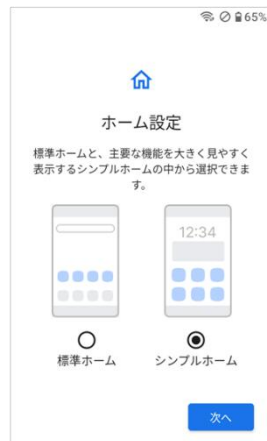 65%
ホーム設定
標準ホームと、主要な機能を大きく見やすく
表示するシンプルホームの中から選択できま
す。
12:34
標準ホーム
シンプルホーム
次へ